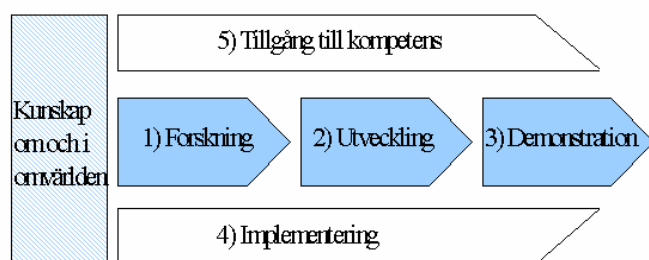 5) Tillgång till kompetens
Kunskap
om och i
omvärlden
1) Forskning
2) Utveckling
3) Demonstration
4) Implementering